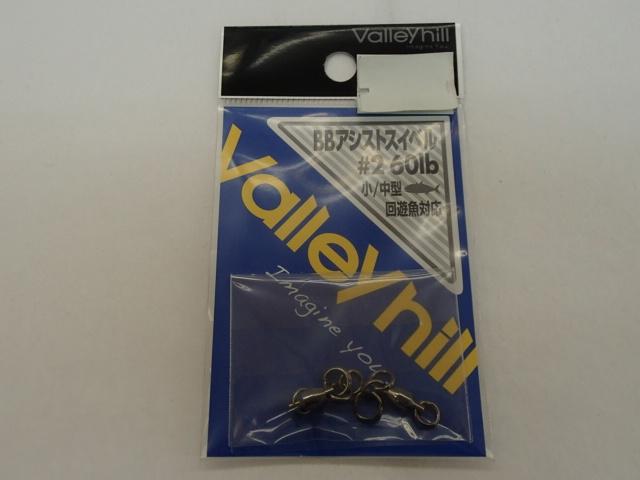 Valleyhill
Imagine You
BBアシストスイベル
#2 60lb
小/中型
回遊魚対応
Valleyhill
Imagine you